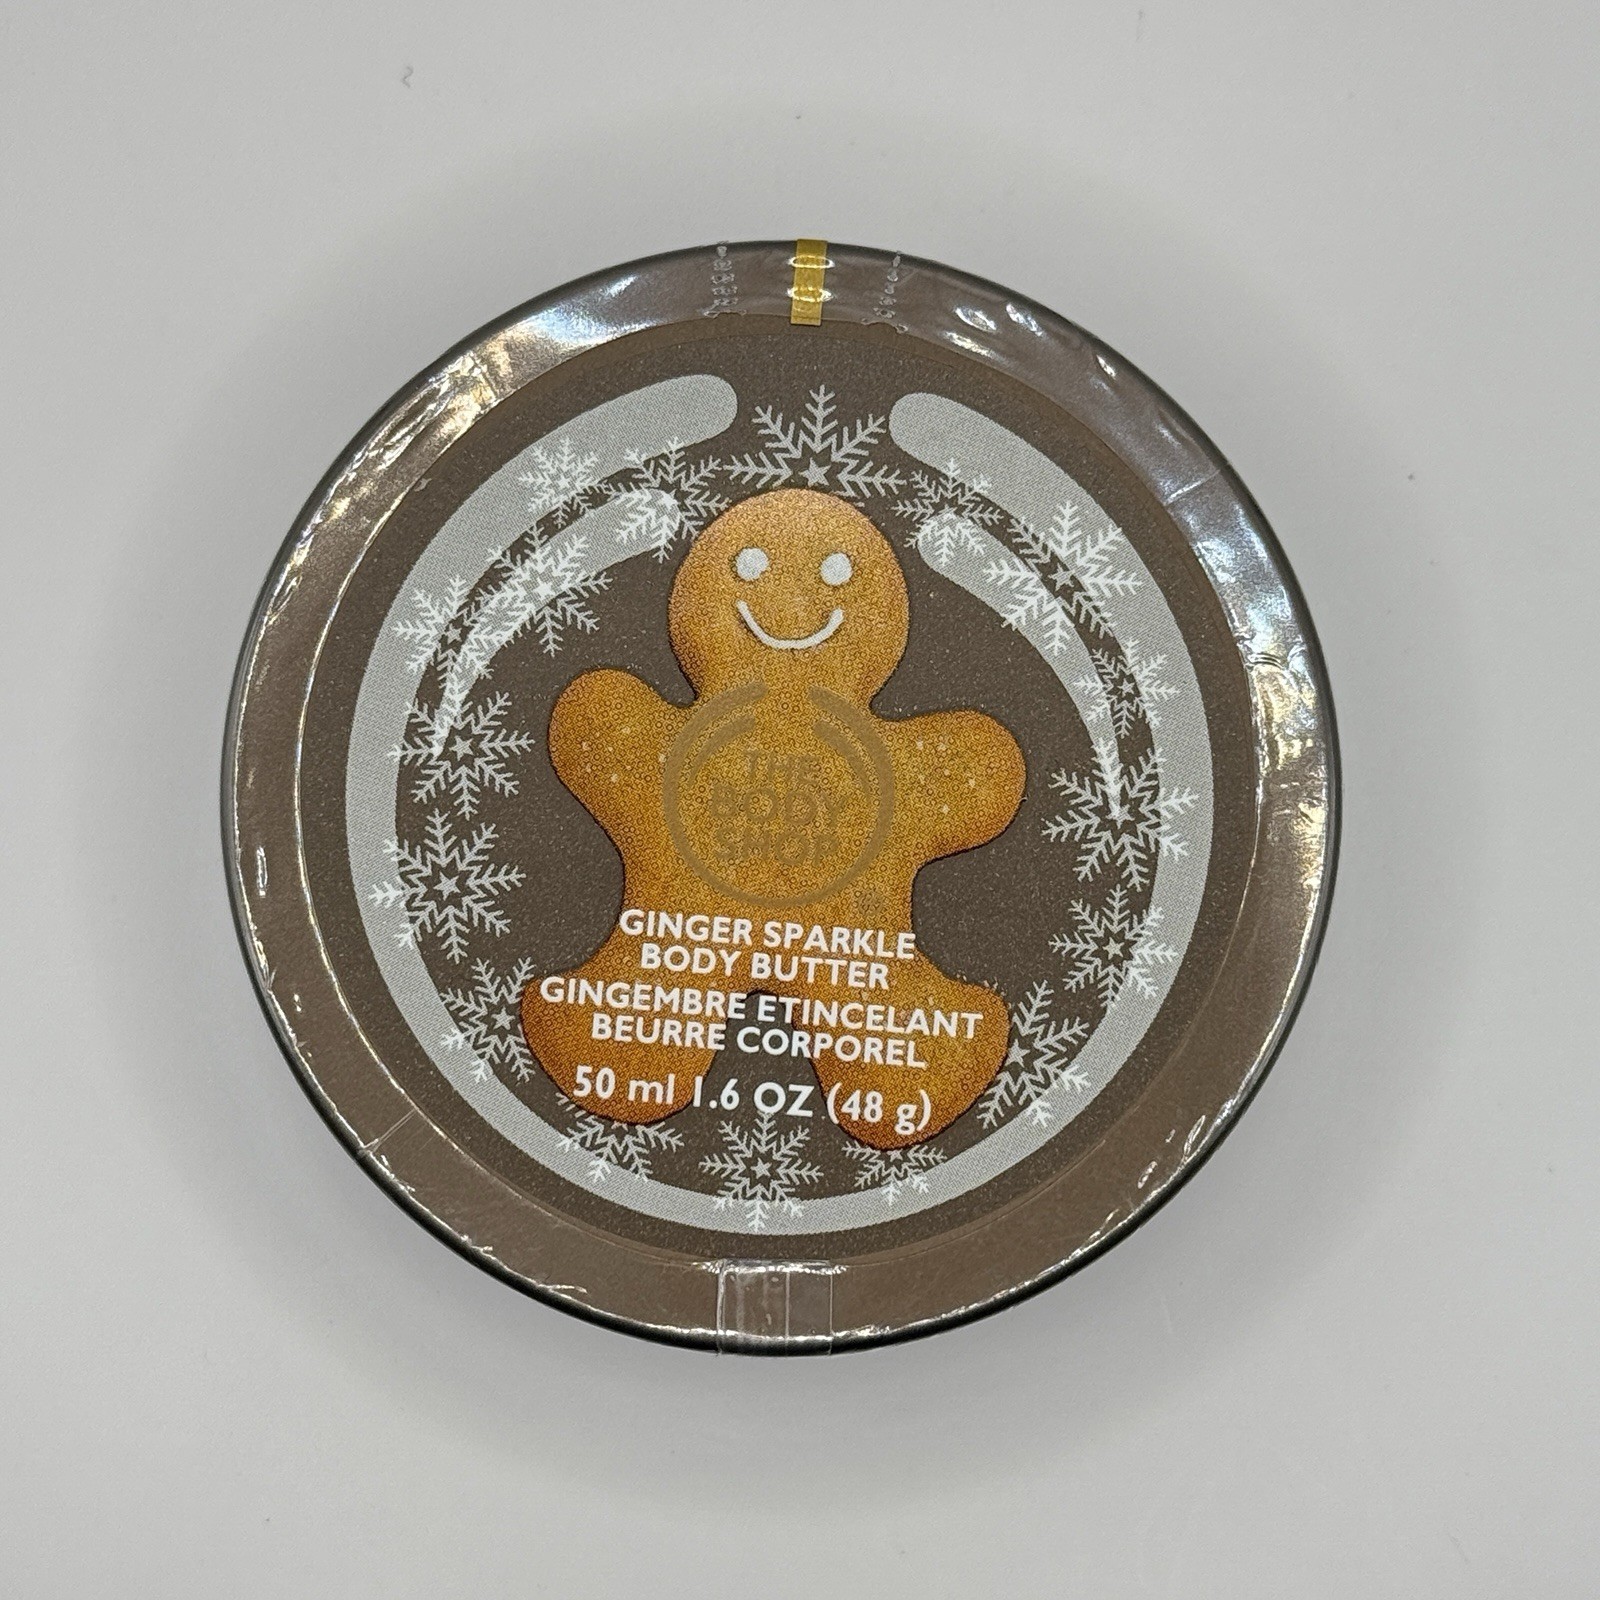 THE
BODY
SHOP
GINGER SPARKLE
BODY BUTTER
GINGEMBRE ETINCELANT
BEURRE CORPOREL
50 ml 1.6 OZ (48 g)